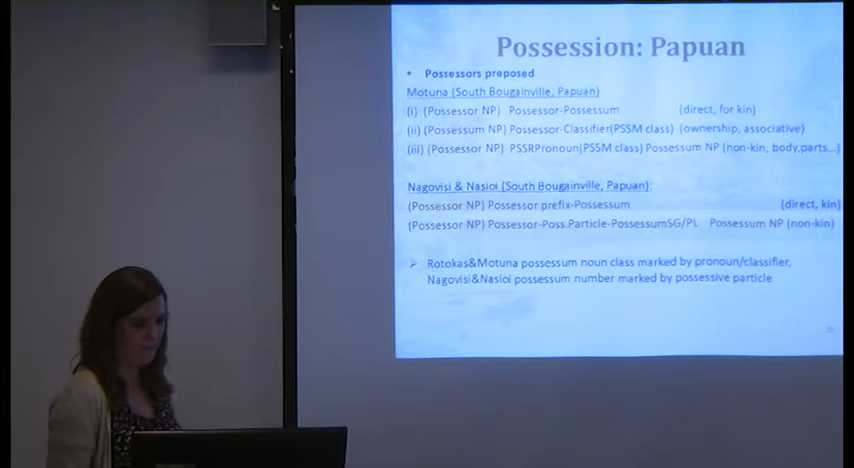 Possession: Papuan
• Possessors preposed
Motuna (South Bougainville, Papuan)
(i) (Possessor NP) Possessor-Possessum (direct, for kin)
(ii) (Possessum NP) Possessor-Classifier(PSSM class) (ownership, associative)
(iii) (Possessor NP) PSSRPronoun(PSSM class) Possessum NP (non-kin, body,parts...)
Nagovisi & Nasioi (South Bougainville, Papuan):
(Possessor NP) Possessor prefix-Possessum (direct, kin)
(Possessor NP) Possessor-Poss.Particle-PossessumSG/PL Possessum NP (non-kin)
➢ Rotokas&Motuna possessum noun class marked by pronoun/classifier,
Nagovisi&Nasioi possessum number marked by possessive particle